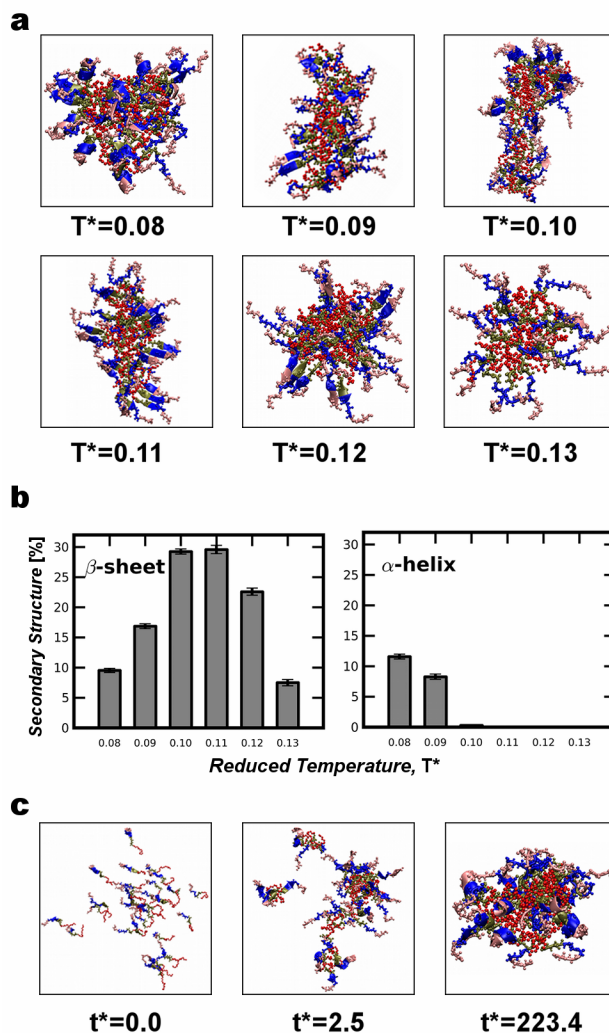 a
T*=0.08 T*=0.09 T*=0.10
T*=0.11 T*=0.12 T*=0.13
b
Secondary Structure [%]
30
25
20
15
10
5
0
β-sheet
0.08 0.09 0.10 0.11 0.12 0.13
30
25
20
15
10
5
0
α-helix
0.08 0.09 0.10 0.11 0.12 0.13
Reduced Temperature, T*
c
t*=0.0 t*=2.5 t*=223.4